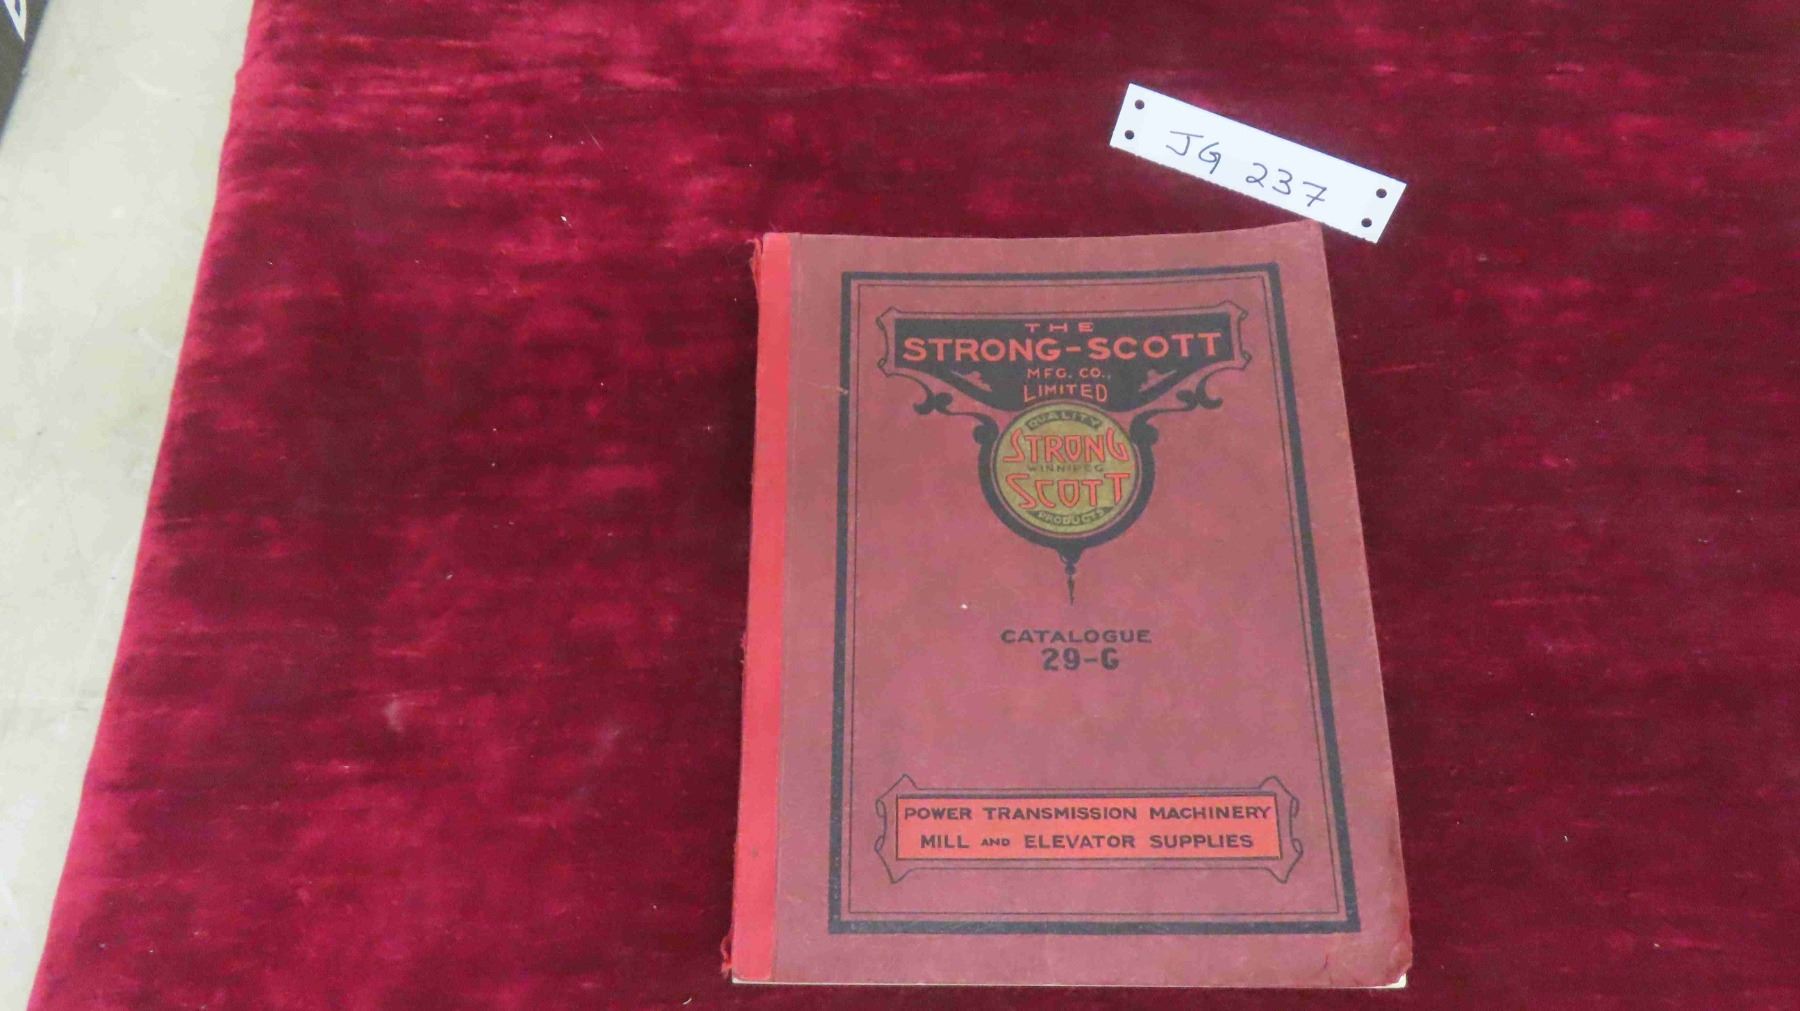 JG 237
THE
STRONG-SCOTT
MFG. CO.,
LIMITED
QUALITY
STRONG
WINNIPEG
SCOTT
PRODUCTS
CATALOGUE
29-G
POWER TRANSMISSION MACHINERY
MILL AND ELEVATOR SUPPLIES